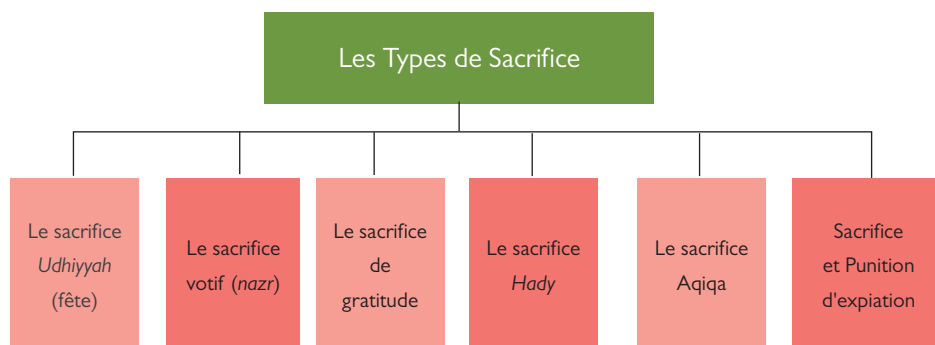 Les Types de Sacrifice
Le sacrifice
Udhiyyah
(fête)
Le sacrifice
votif (nazr)
Le sacrifice
de
gratitude
Le sacrifice
Hady
Le sacrifice
Aqiqa
Sacrifice
et Punition
d'expiation